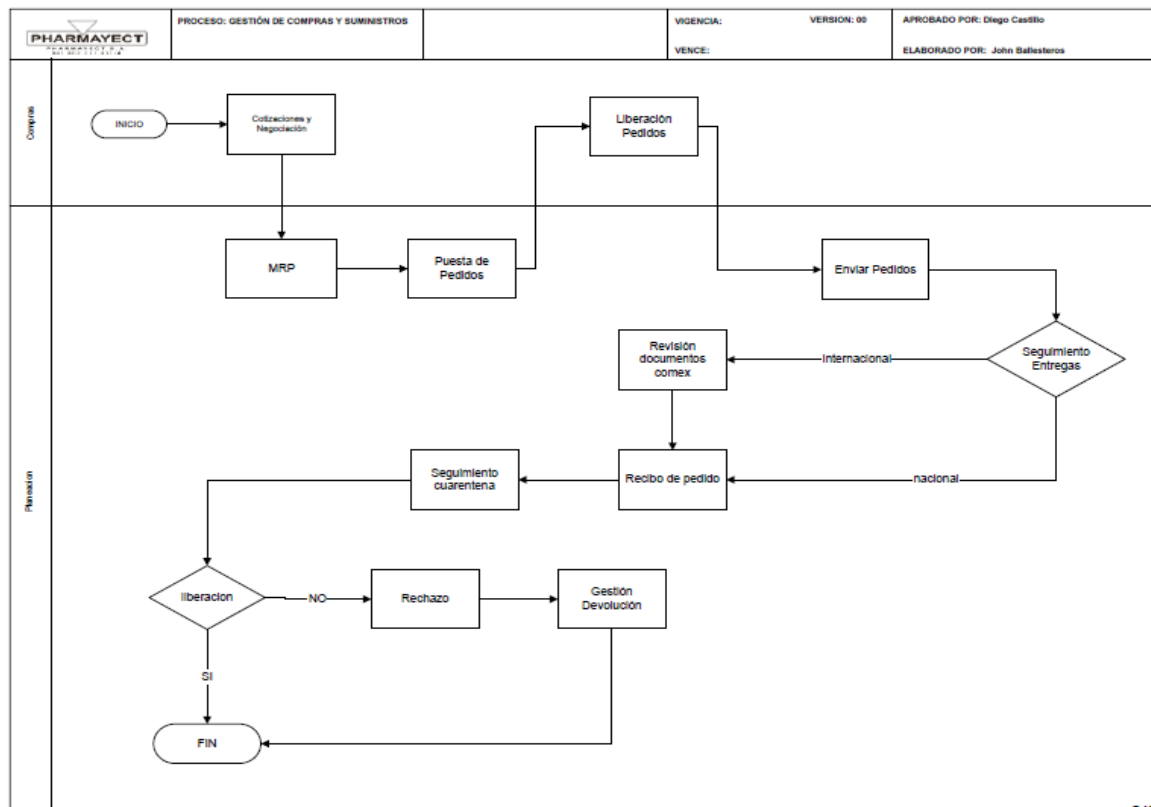 PROCESO: GESTIÓN DE COMPRAS Y SUMINISTROS
VIGENCIA:
VERSION: 00
APROBADO POR: Diego Castillo
PHARMAYECT
PHARMAYECT S.A
VENCE:
ELABORADO POR: John Ballesteros
Compras
INICIO
Cotizaciones y
Negociación
Liberación
Pedidos
Planeacion
MRP
Puesta de
Pedidos
Enviar Pedidos
Revisión
documentos
comex
internacional
Seguimiento
Entregas
Seguimiento
cuarentena
Recibo de pedido
nacional
liberacion
NO
Rechazo
Gestión
Devolución
SI
FIN